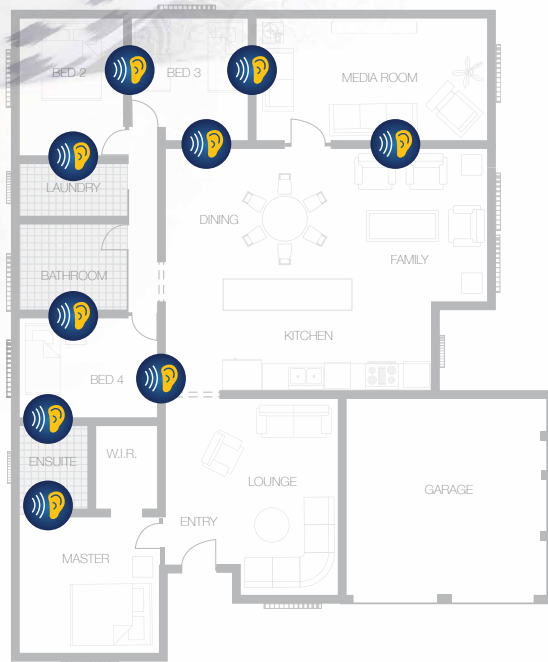 BED 2
BED 3
MEDIA ROOM
LAUNDRY
DINING
FAMILY
BATHROOM
KITCHEN
BED 4
ENSUITE
W.I.R.
LOUNGE
GARAGE
ENTRY
MASTER